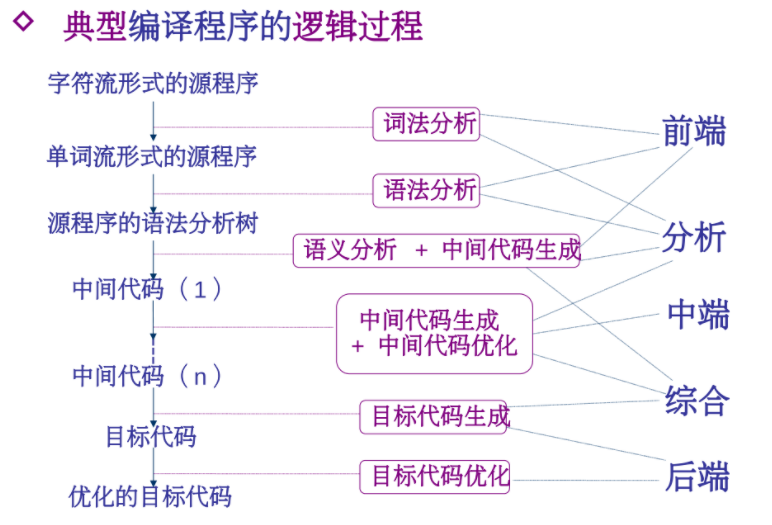 典型编译程序的逻辑过程
字符流形式的源程序
词法分析
前端
单词流形式的源程序
语法分析
源程序的语法分析树
分析
语义分析 + 中间代码生成
中间代码（1）
中间代码生成
+ 中间代码优化
中端
中间代码（n）
综合
目标代码生成
目标代码
目标代码优化
后端
优化的目标代码